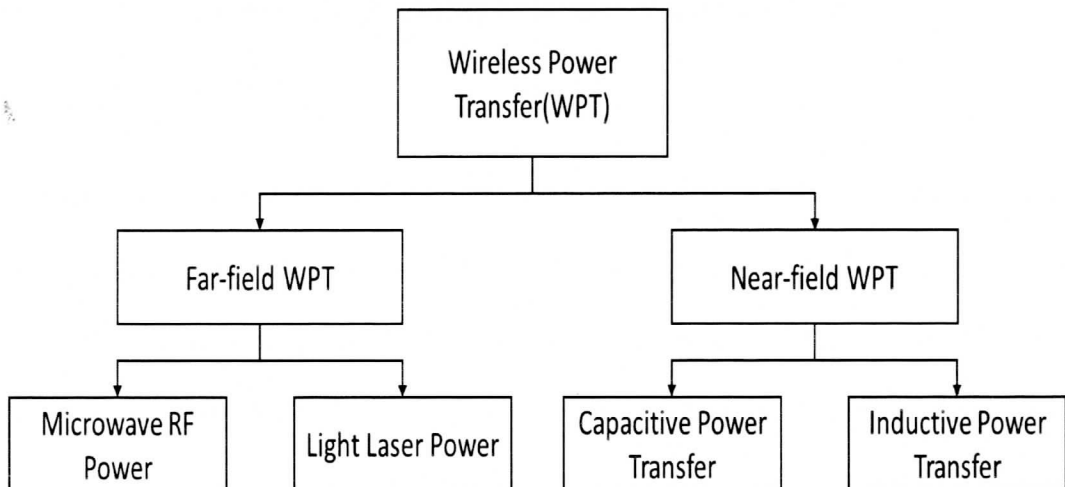 Wireless Power
Transfer(WPT)
Far-field WPT
Near-field WPT
Microwave RF
Power
Light Laser Power
Capacitive Power
Transfer
Inductive Power
Transfer